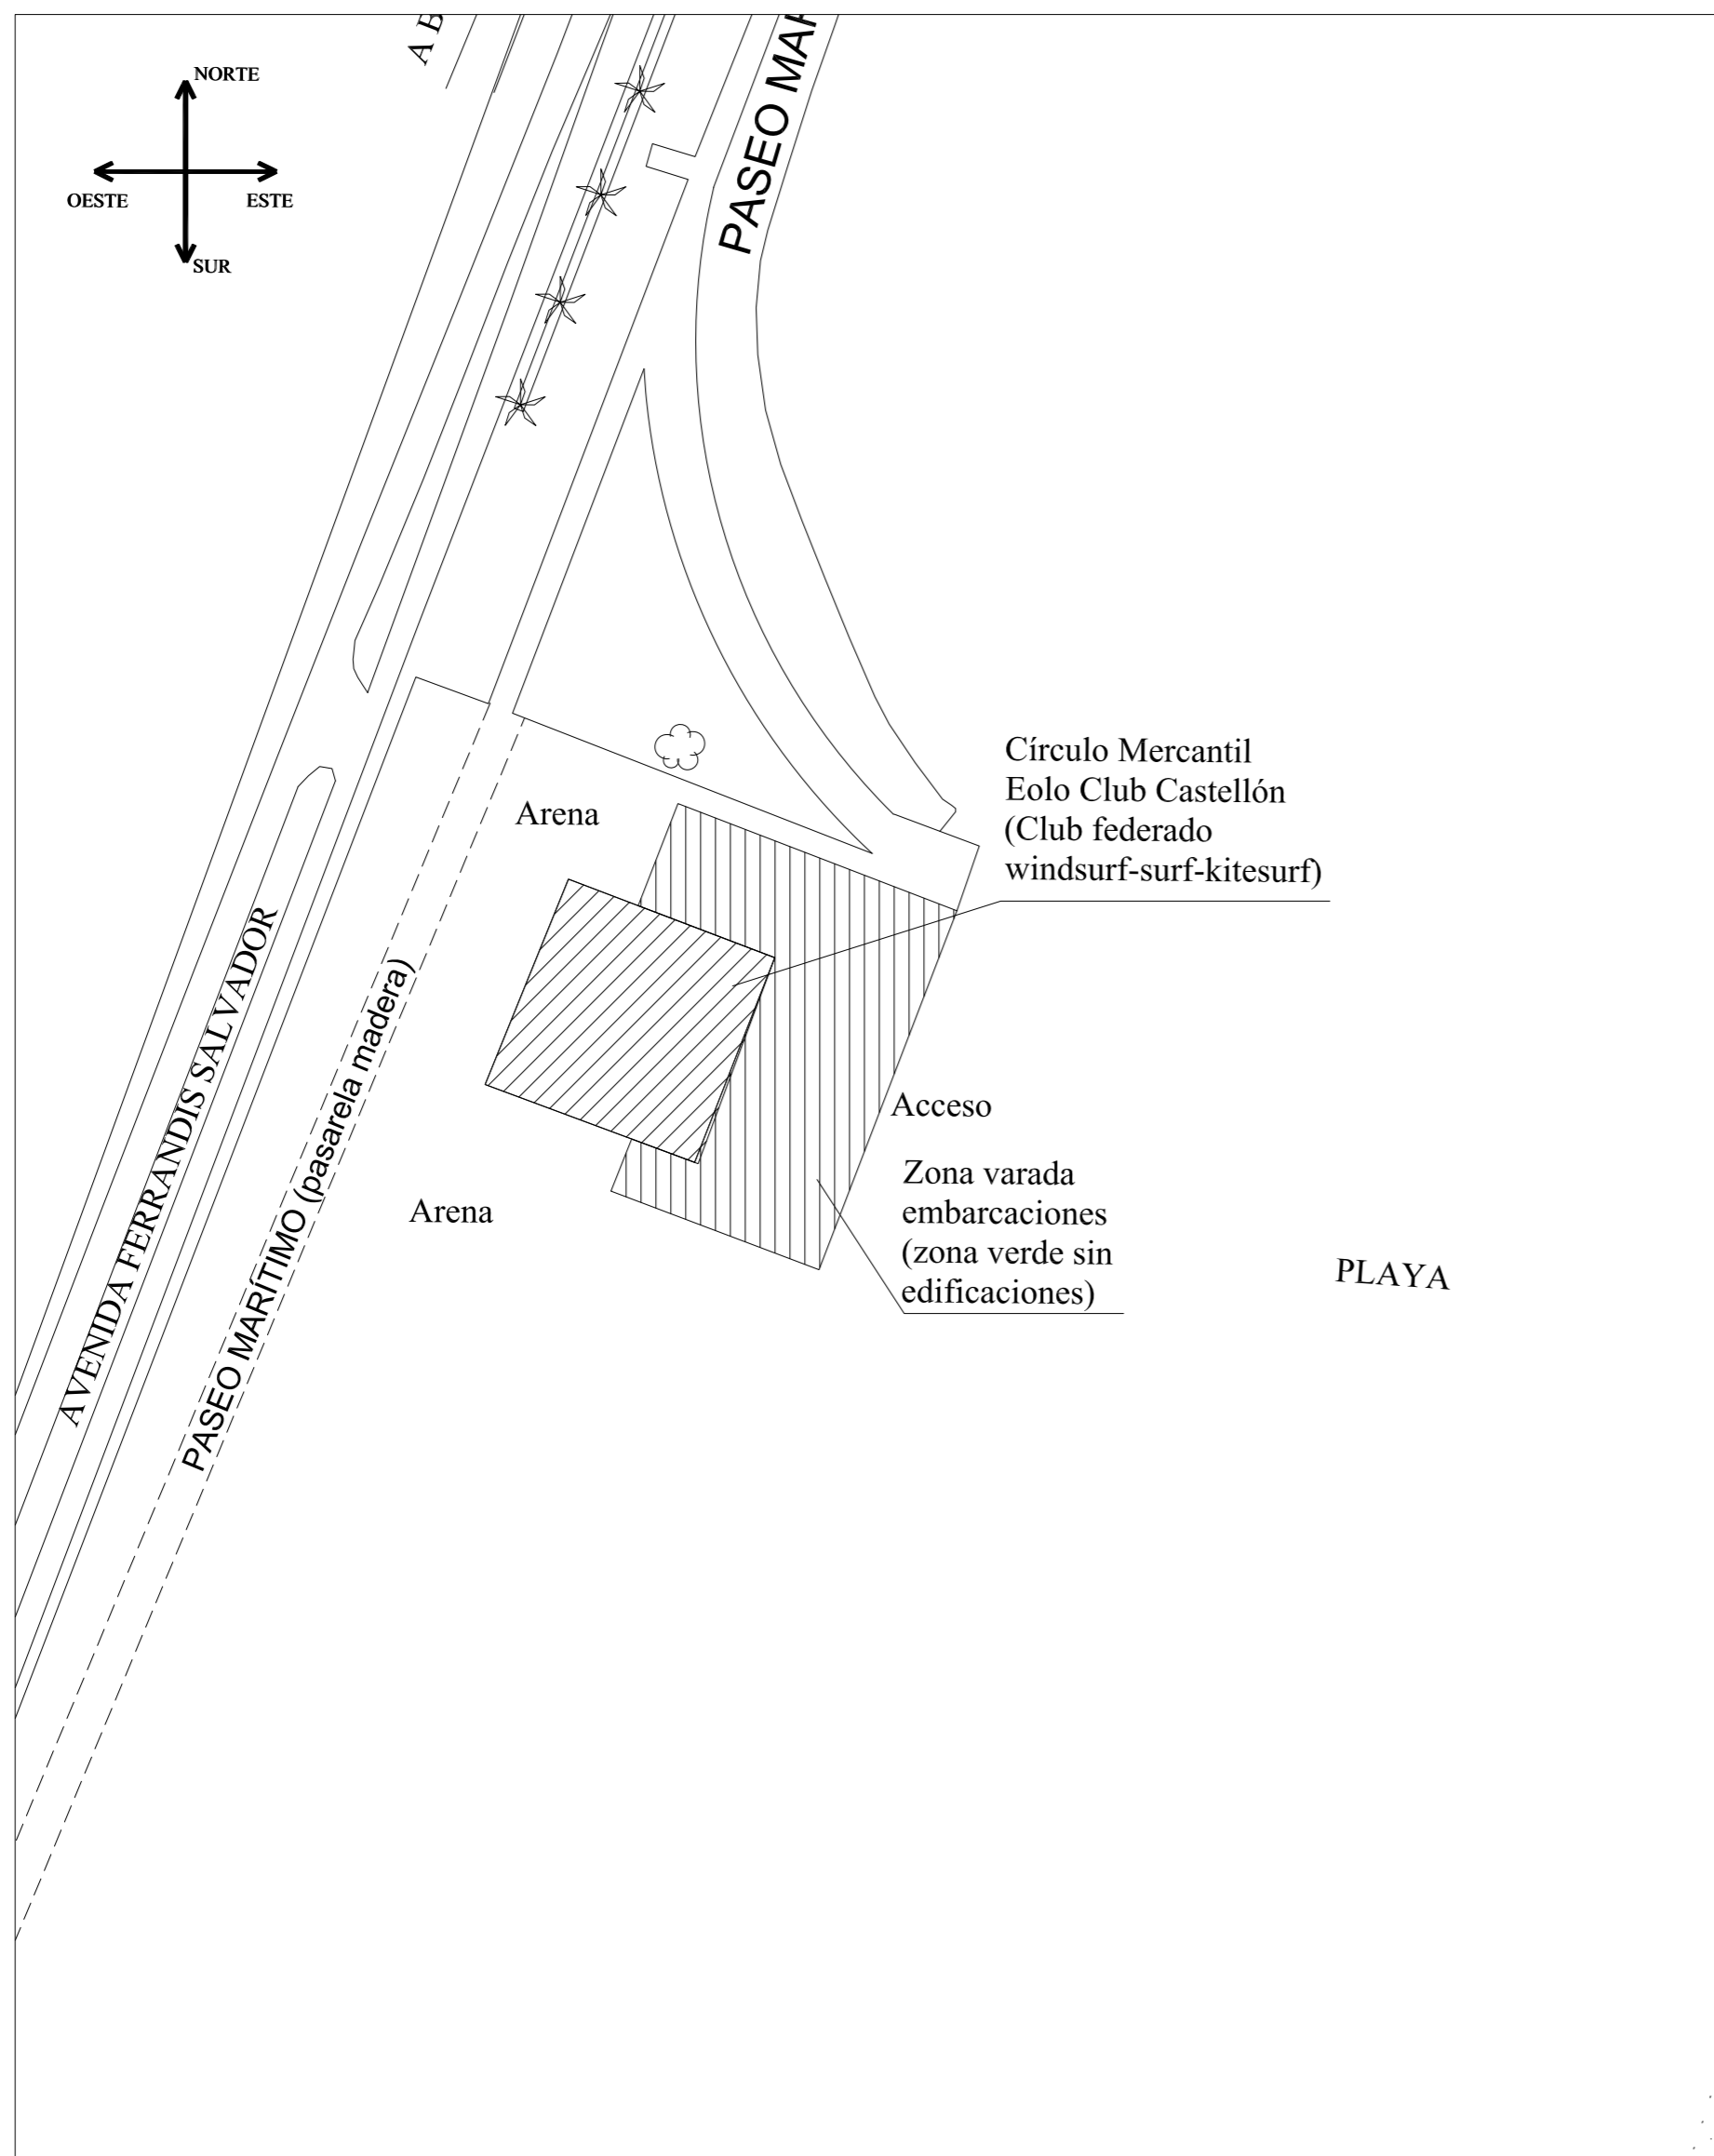 A B
PASEO MAR
NORTE
OESTE
ESTE
SUR
Círculo Mercantil
Eolo Club Castellón
(Club federado
windsurf-surf-kitesurf)
Arena
AVENIDA FERRANDIS SALVADOR
PASEO MARÍTIMO (pasarela madera)
Acceso
Zona varada
embarcaciones
(zona verde sin
edificaciones)
Arena
PLAYA